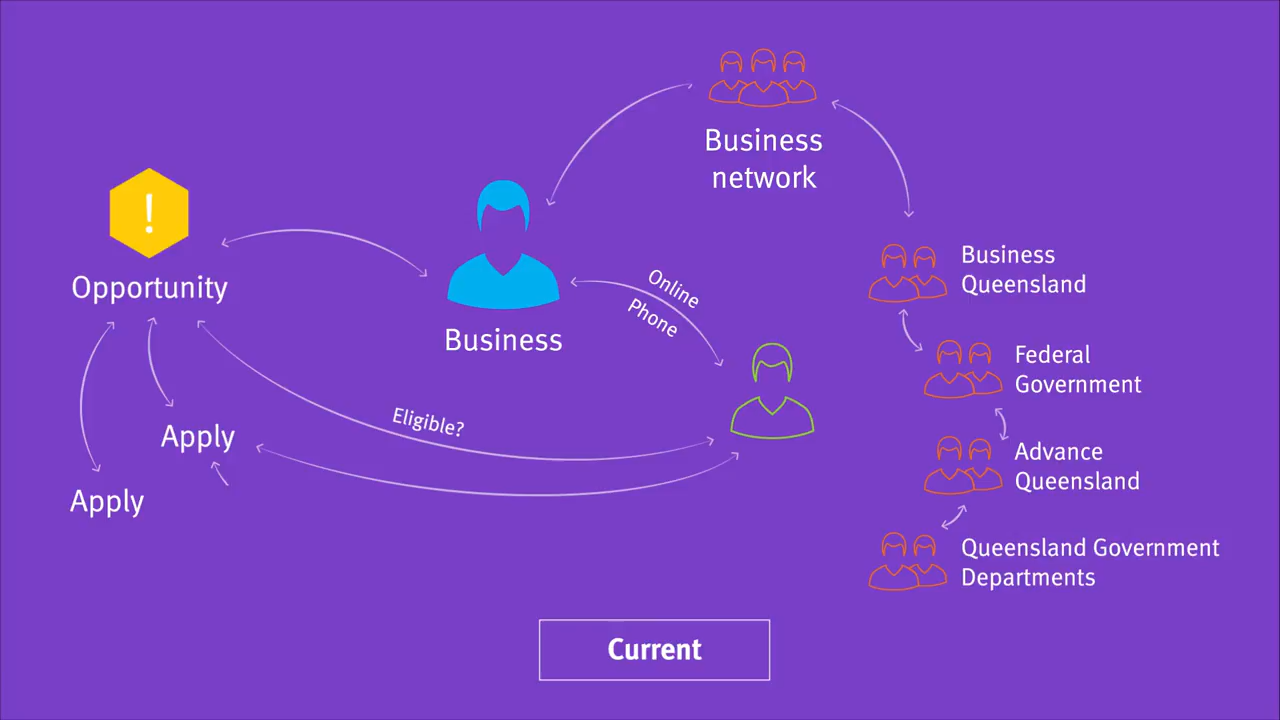 Business
network
!
Opportunity
Business
Online
Phone
Business
Queensland
Federal
Government
Eligible?
Apply
Advance
Queensland
Apply
Queensland Government
Departments
Current